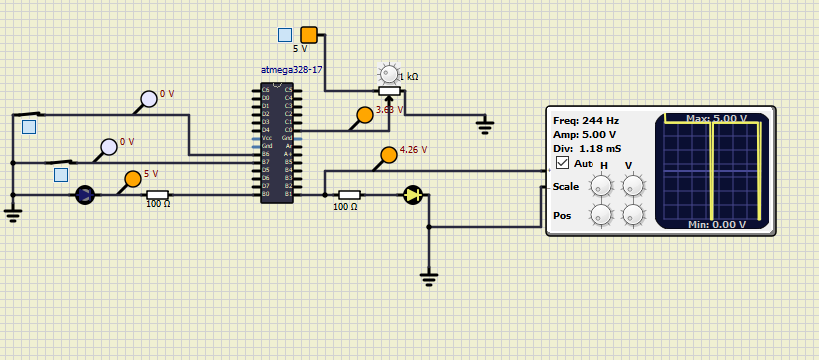 5 V
atmega328-17
1 kΩ
0 V
3.63 V
0 V
4.26 V
5 V
100 Ω
100 Ω
C6
D0
D1
D2
D3
D4
Vcc
Gnd
B6
B7
D5
D6
D7
B0
C5
C4
C3
C2
C1
C0
Gnd
Ar
A+
B5
B4
B3
B2
B1
Freq: 244 Hz
Amp: 5.00 V
Div: 1.18 mS
Aut H V
Scale
Pos
Max: 5.00 V
Min: 0.00 V